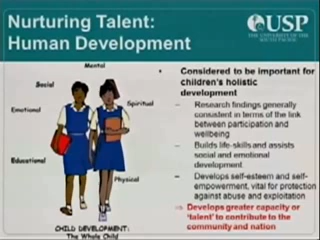 Nurturing Talent:
Human Development
USP
THE UNIVERSITY OF THE
SOUTH PACIFIC
Mental
Social
Emotional
Spiritual
Educational
Physical
CHILD DEVELOPMENT:
The Whole Child
• Considered to be important for
children's holistic
development
– Research findings generally
consistent in terms of the link
between participation and
wellbeing
– Builds life-skills and assists
social and emotional
development.
– Develops self-esteem and self-
empowerment, vital for protection
against abuse and exploitation
⇒ Develops greater capacity or
'talent' to contribute to the
community and nation